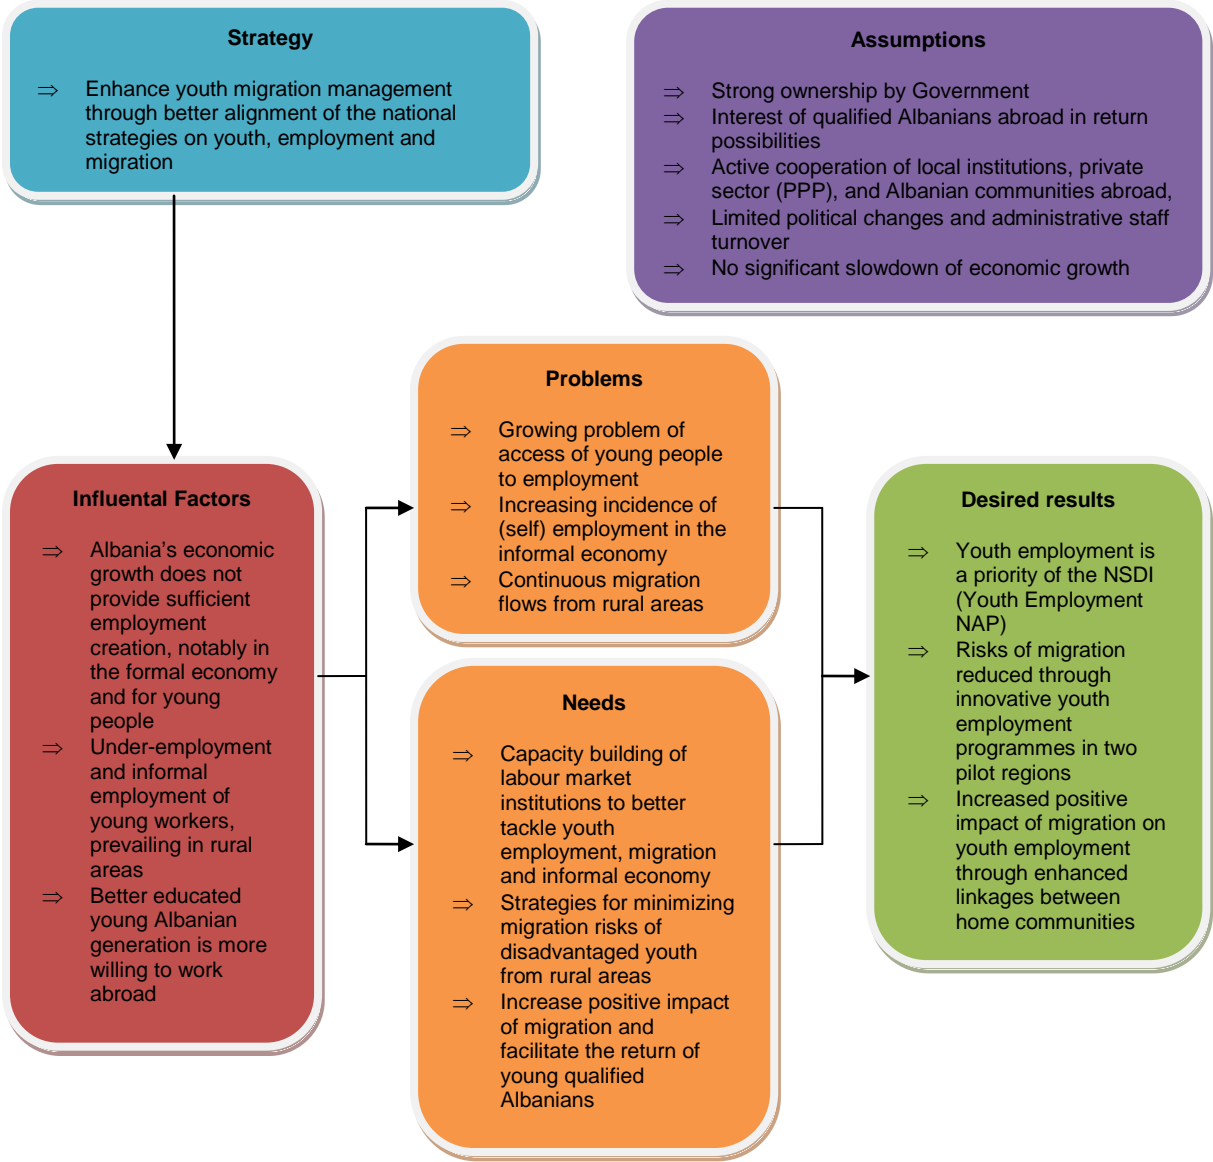 Strategy
⇒ Enhance youth migration management
through better alignment of the national
strategies on youth, employment and
migration
Assumptions
⇒ Strong ownership by Government
⇒ Interest of qualified Albanians abroad in return
possibilities
⇒ Active cooperation of local institutions, private
sector (PPP), and Albanian communities abroad,
⇒ Limited political changes and administrative staff
turnover
⇒ No significant slowdown of economic growth
Influental Factors
⇒ Albania’s economic
growth does not
provide sufficient
employment
creation, notably in
the formal economy
and for young
people
⇒ Under-employment
and informal
employment of
young workers,
prevailing in rural
areas
⇒ Better educated
young Albanian
generation is more
willing to work
abroad
Problems
⇒ Growing problem of
access of young people
to employment
⇒ Increasing incidence of
(self) employment in the
informal economy
⇒ Continuous migration
flows from rural areas
Needs
⇒ Capacity building of
labour market
institutions to better
tackle youth
employment, migration
and informal economy
⇒ Strategies for minimizing
migration risks of
disadvantaged youth
from rural areas
⇒ Increase positive impact
of migration and
facilitate the return of
young qualified
Albanians
Desired results
⇒ Youth employment is
a priority of the NSDI
(Youth Employment
NAP)
⇒ Risks of migration
reduced through
innovative youth
employment
programmes in two
pilot regions
⇒ Increased positive
impact of migration on
youth employment
through enhanced
linkages between
home communities